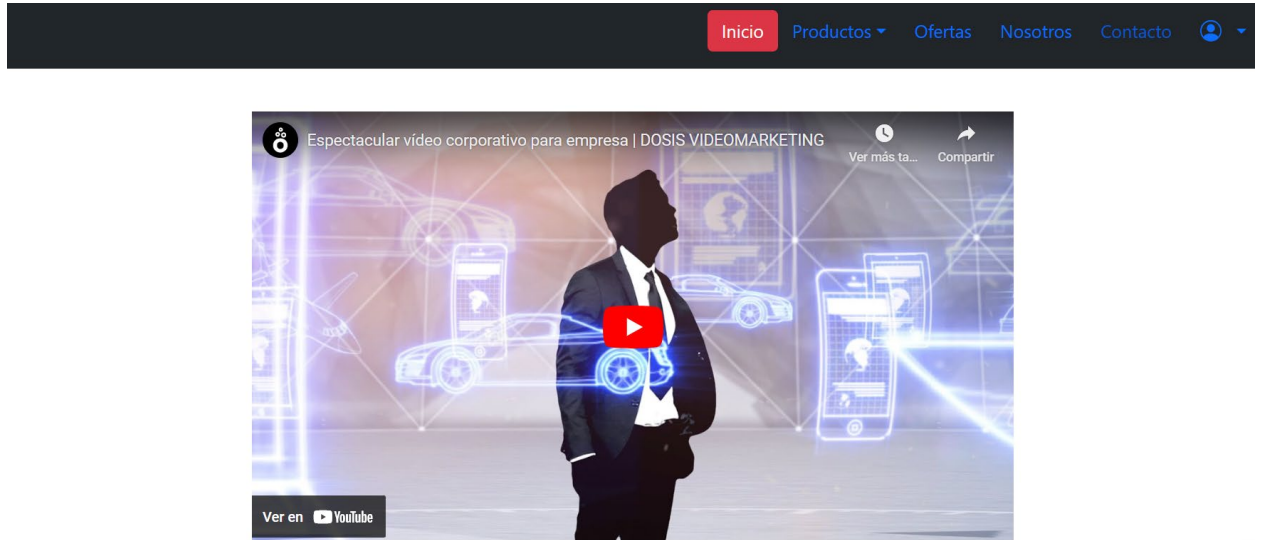 Inicio Productos Ofertas Nosotros Contacto
Espectacular vídeo corporativo para empresa | DOSIS VIDEOMARKETING
Ver más ta... Compartir
Ver en YouTube